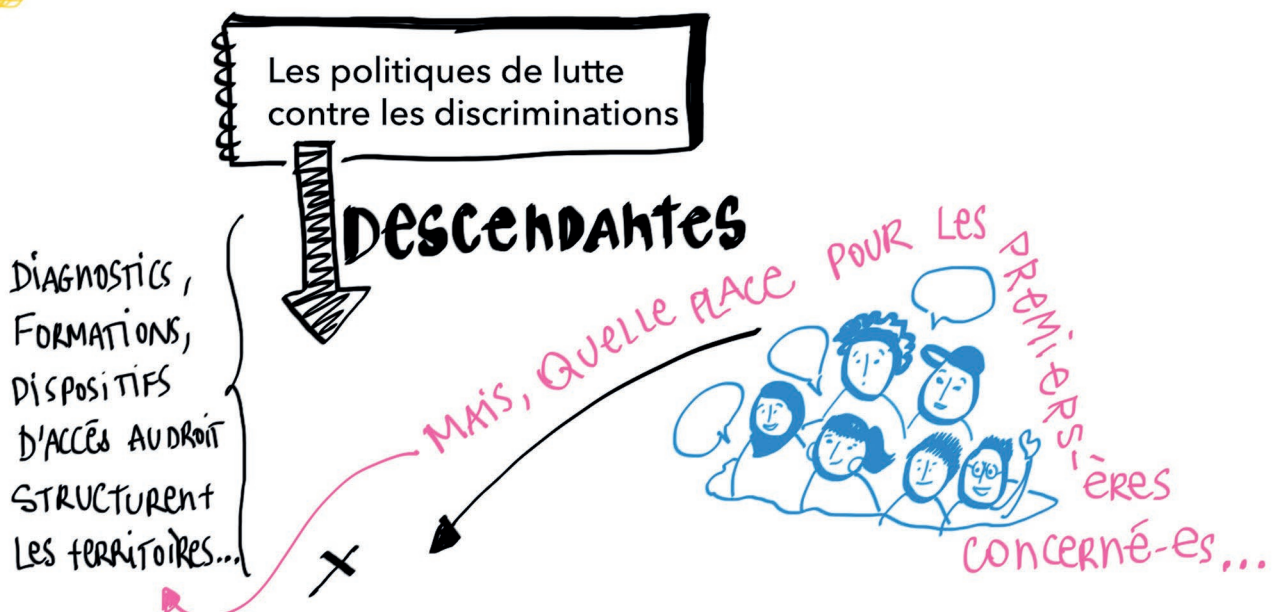 Les politiques de lutte
contre les discriminations
DESCENDANTES
DIAGNOSTICS,
FORMATIONS,
DISPOSITIFS
D'ACCÉS AU DROIT
STRUCTURENT
LES TERRITOIRES...
MAIS, QUELLE PLACE POUR LES PREMIERS-ÈRES
CONCERNÉ-ES...